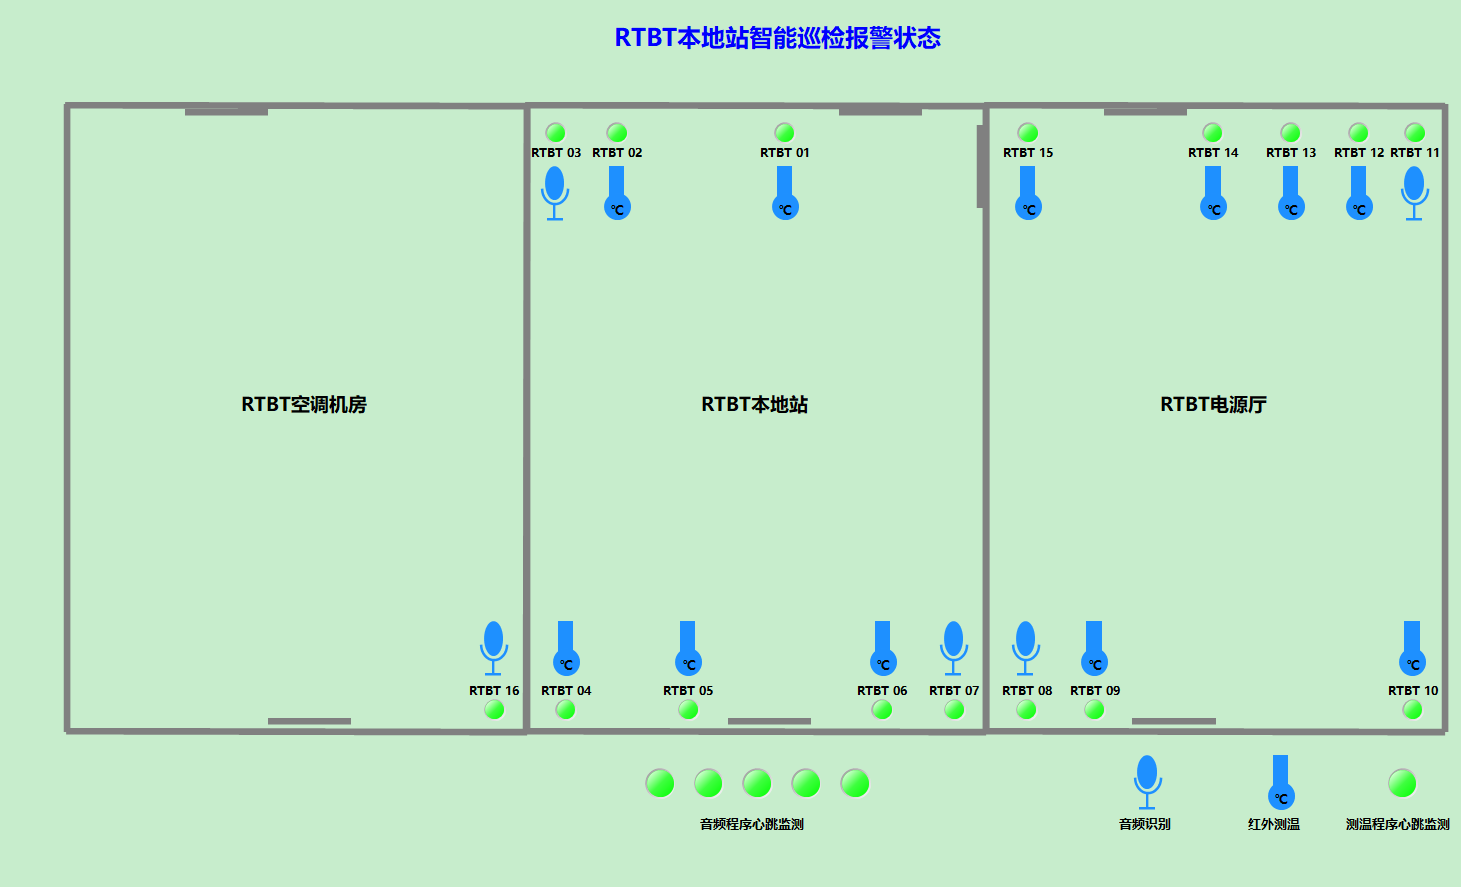 RTBT本地站智能巡检报警状态
RTBT 03 RTBT 02 RTBT 01 RTBT 15 RTBT 14 RTBT 13 RTBT 12 RTBT 11
℃ ℃ ℃ ℃ ℃ ℃
RTBT空调机房 RTBT本地站 RTBT电源厅
℃ ℃ ℃ ℃ ℃
RTBT 16 RTBT 04 RTBT 05 RTBT 06 RTBT 07 RTBT 08 RTBT 09 RTBT 10
℃
音频程序心跳监测 音频识别 红外测温 测温程序心跳监测